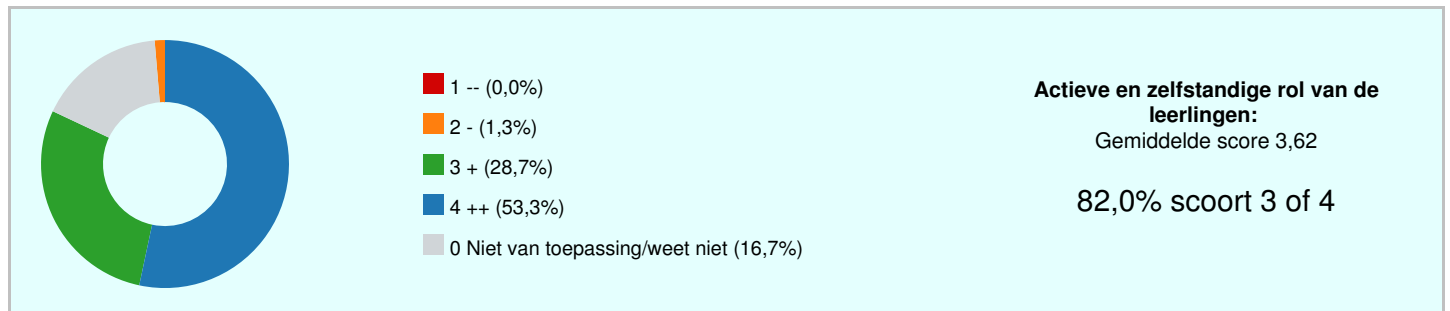 1 -- (0,0%)
2 - (1,3%)
3 + (28,7%)
4 ++ (53,3%)
0 Niet van toepassing/weet niet (16,7%)
Actieve en zelfstandige rol van de
leerlingen:
Gemiddelde score 3,62
82,0% scoort 3 of 4